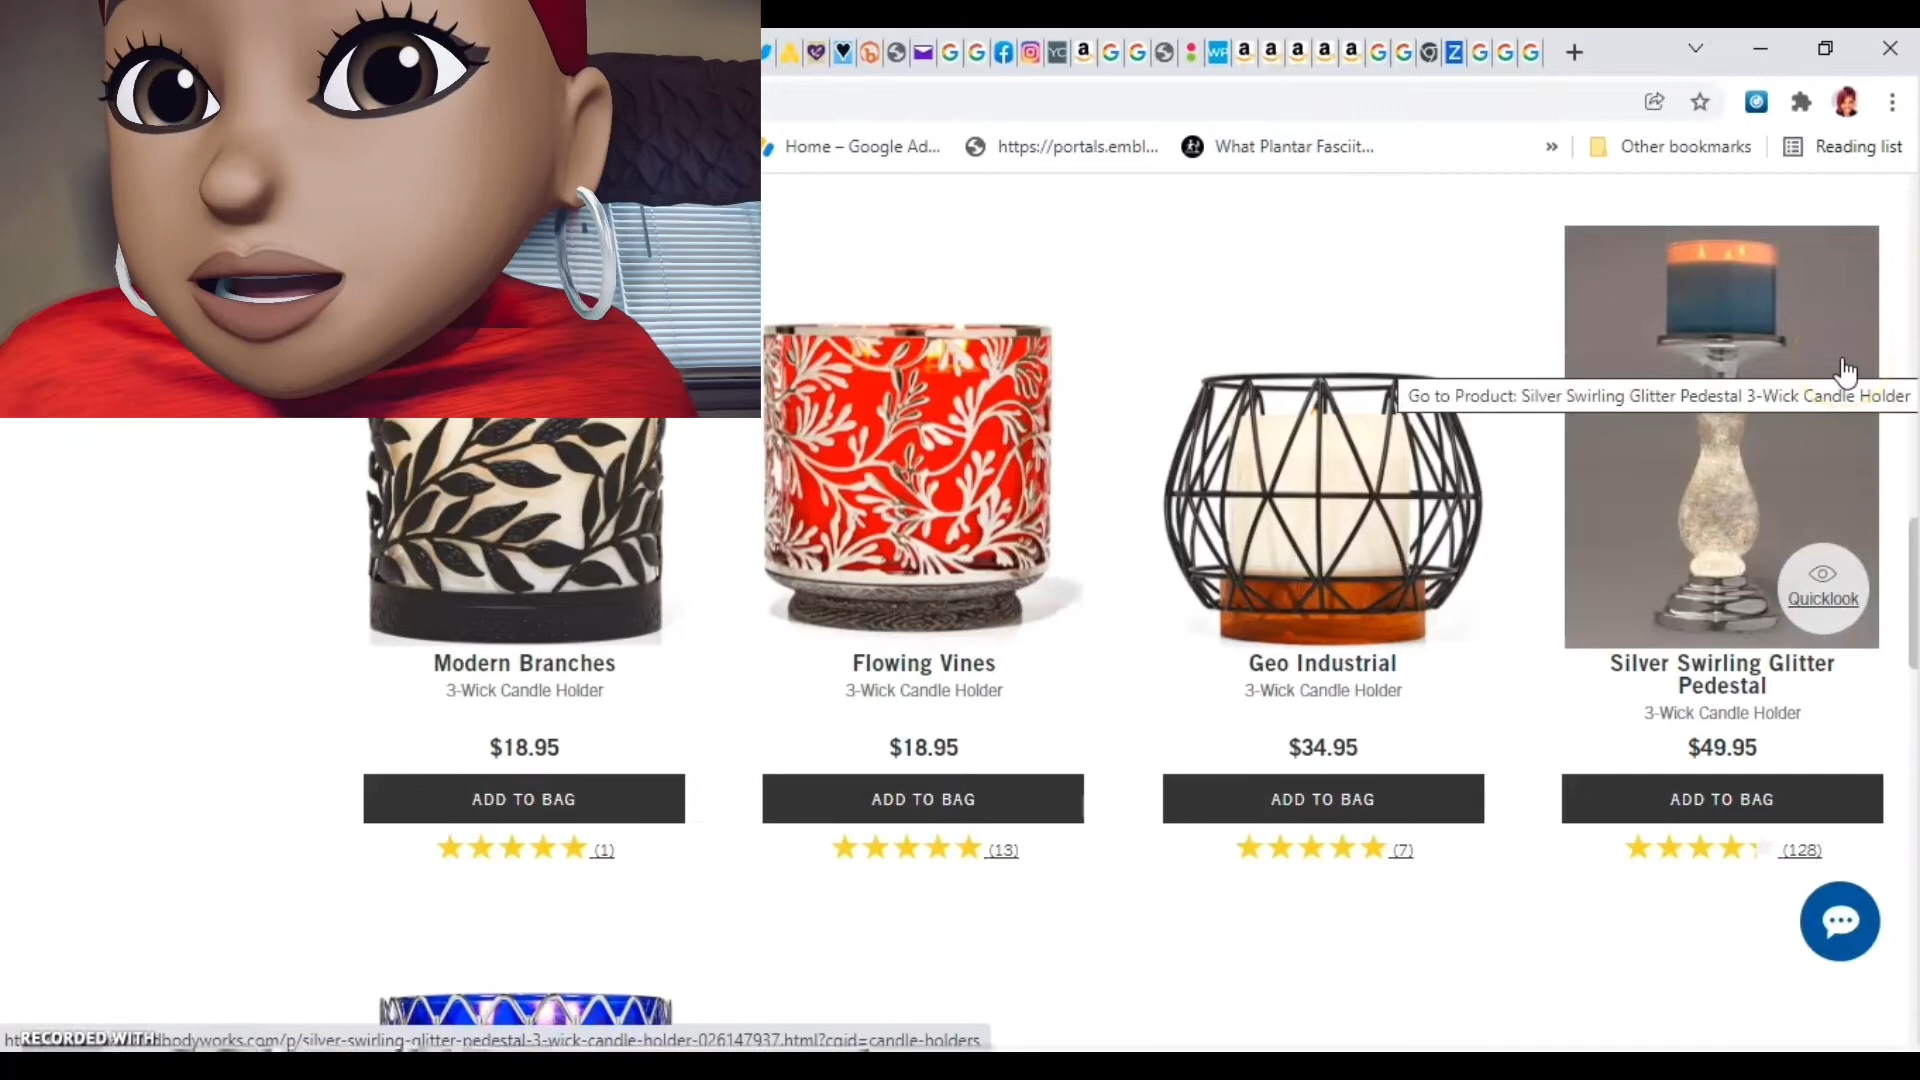 Home – Google Ad...
https://portals.embl...
What Plantar Fasciit...
»
Other bookmarks
Reading list
Go to Product: Silver Swirling Glitter Pedestal 3-Wick Candle Holder
Quicklook
Modern Branches
3-Wick Candle Holder
$18.95
ADD TO BAG
(1)
Flowing Vines
3-Wick Candle Holder
$18.95
ADD TO BAG
(13)
Geo Industrial
3-Wick Candle Holder
$34.95
ADD TO BAG
(7)
Silver Swirling Glitter
Pedestal
3-Wick Candle Holder
$49.95
ADD TO BAG
(128)
RECORDED WITH
dbodyworks.com/p/silver-swirling-glitter-pedestal-3-wick-candle-holder-026147937.html?cgid=candle-holders